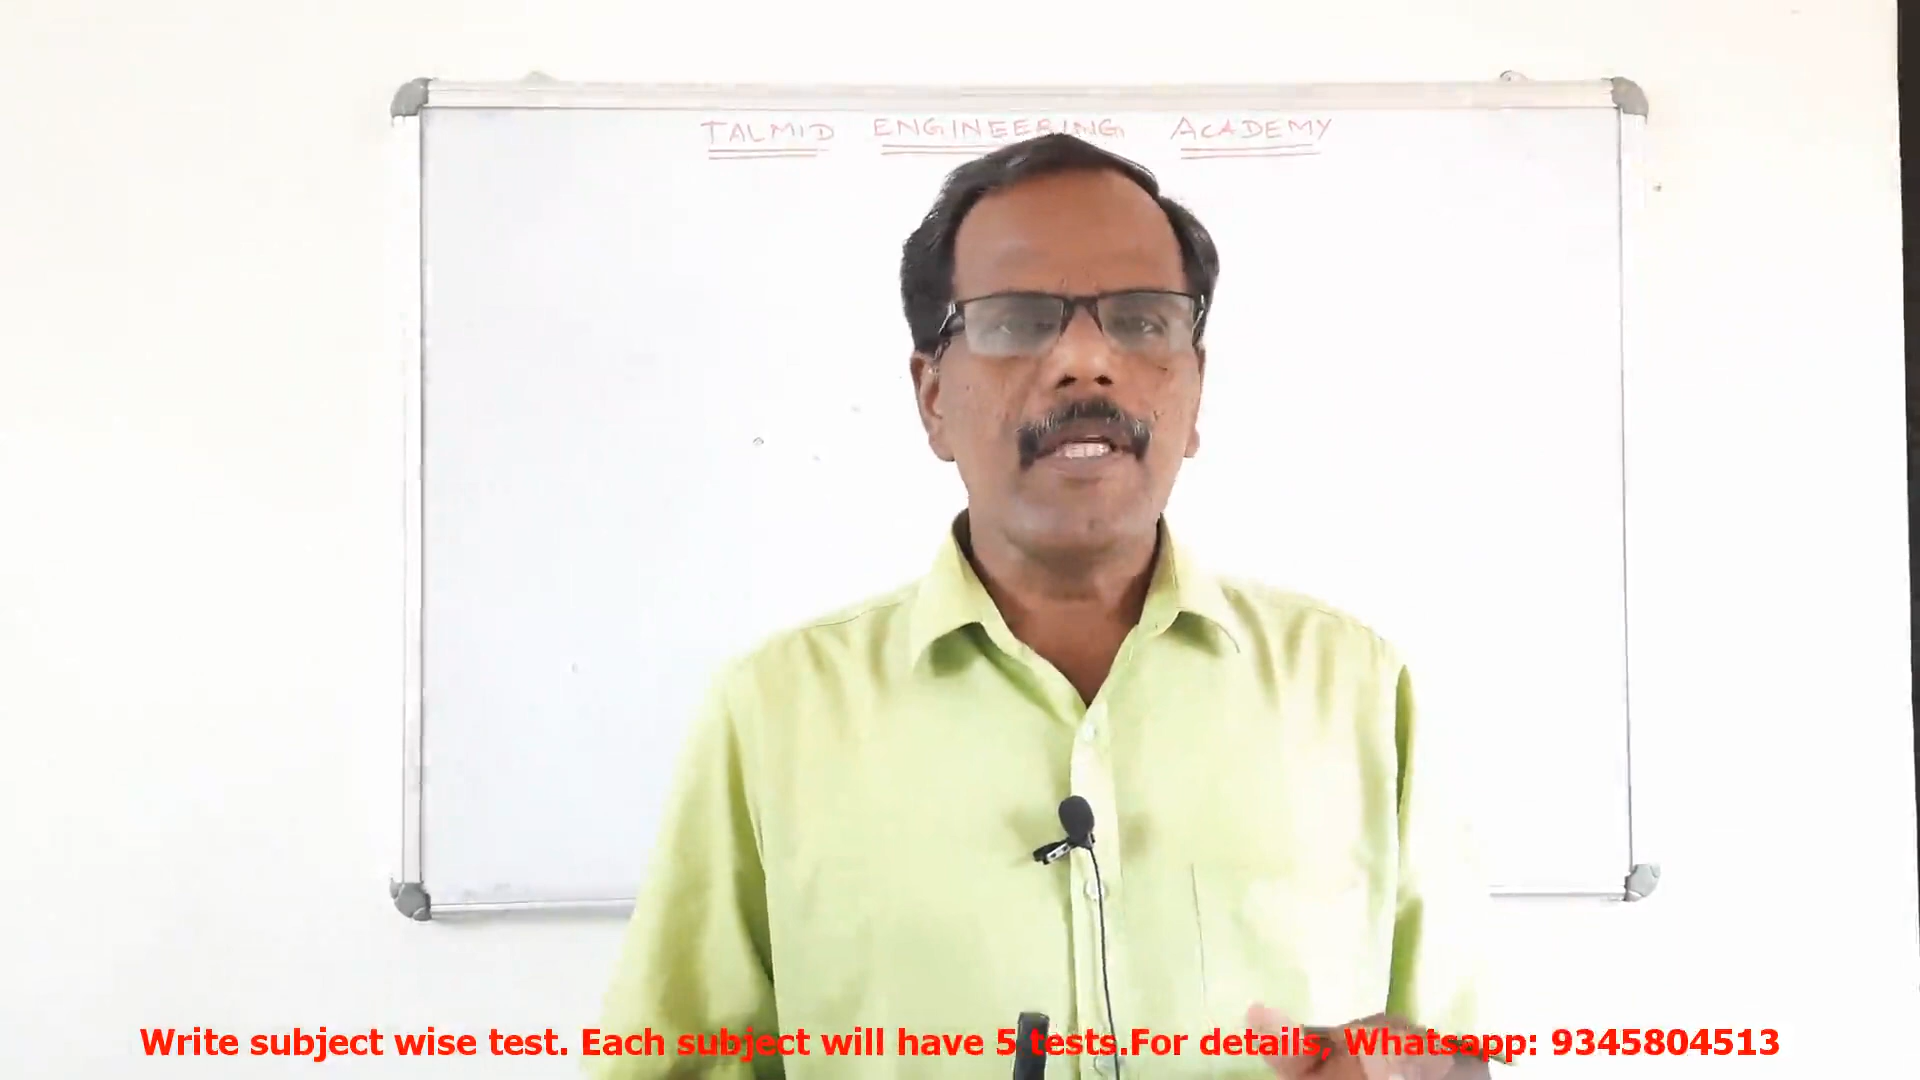 TALMID ENGINEERING ACADEMY
Write subject wise test. Each subject will have 5 tests.For details, Whatsapp: 9345804513